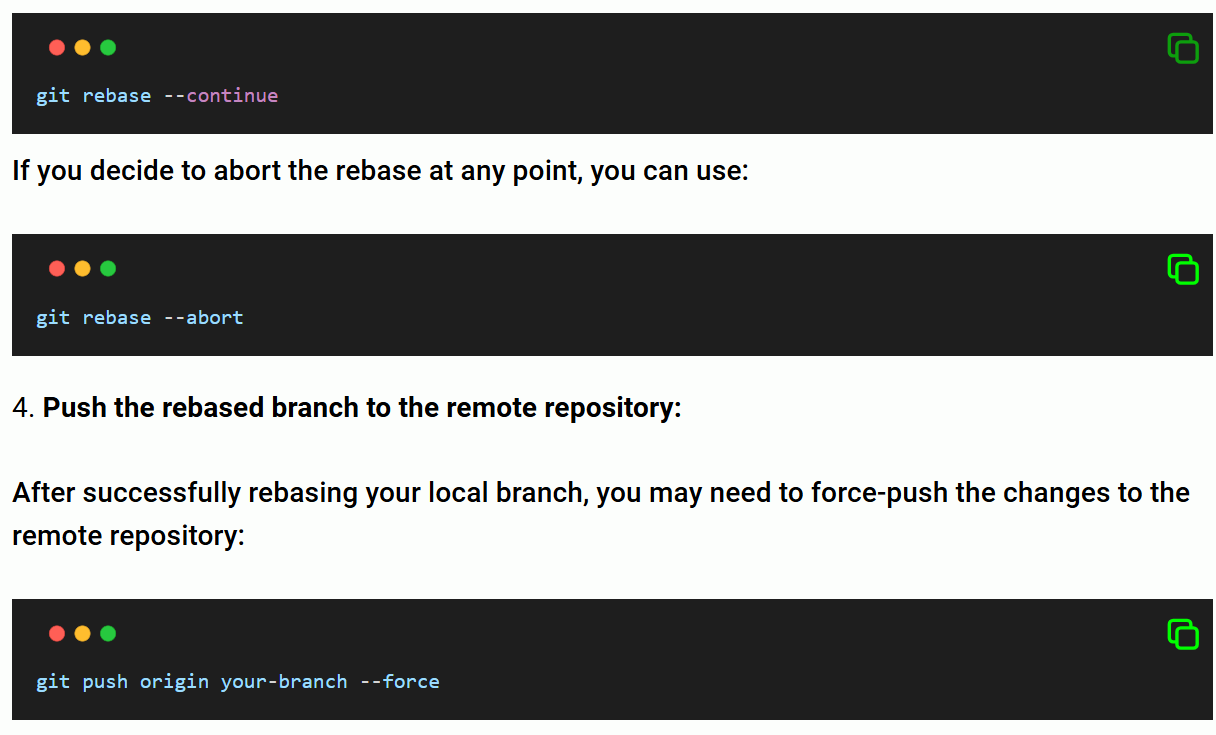 git rebase --continue
If you decide to abort the rebase at any point, you can use:
git rebase --abort
4. Push the rebased branch to the remote repository:
After successfully rebasing your local branch, you may need to force-push the changes to the
remote repository:
git push origin your-branch --force